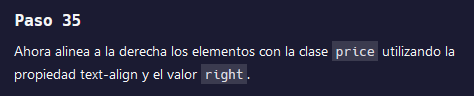 Paso 35
Ahora alinea a la derecha los elementos con la clase price utilizando la
propiedad text-align y el valor right.